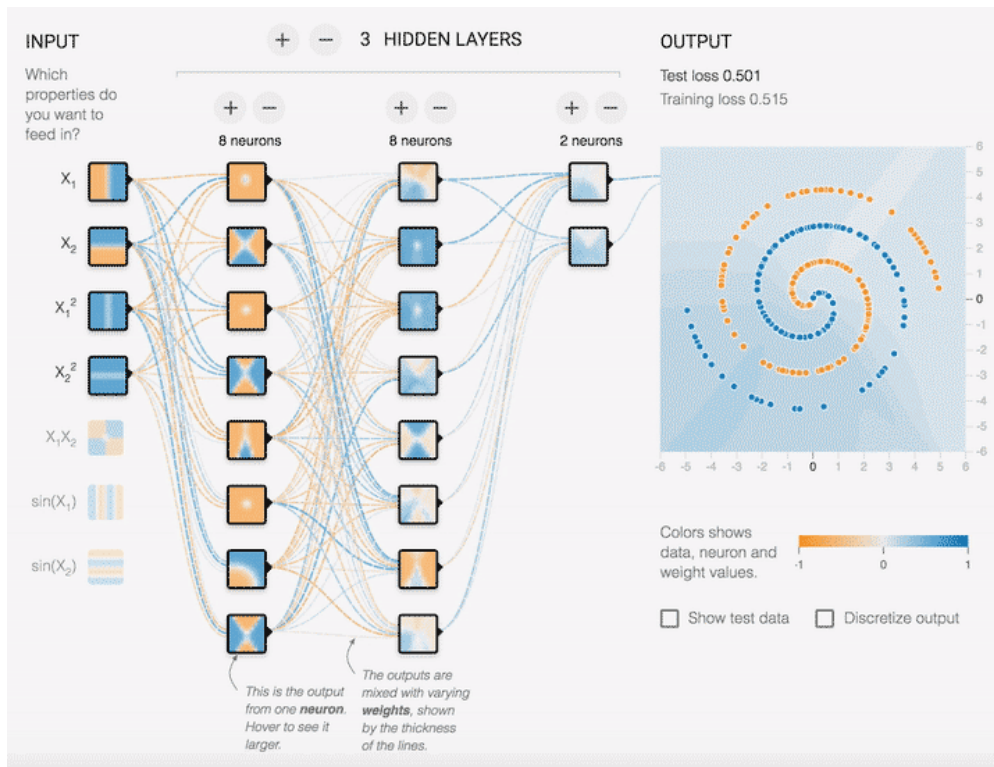 INPUT
Which
properties do
you want to
feed in?
+ − 3 HIDDEN LAYERS
+ −
8 neurons
+ −
8 neurons
+ −
2 neurons
X₁
X₂
X₁²
X₂²
X₁X₂
sin(X₁)
sin(X₂)
This is the output
from one neuron.
Hover to see it
larger.
The outputs are
mixed with varying
weights, shown
by the thickness
of the lines.
OUTPUT
Test loss 0.501
Training loss 0.515
6
5
4
3
2
1
0
-1
-2
-3
-4
-5
-6
-6 -5 -4 -3 -2 -1 0 1 2 3 4 5 6
Colors shows
data, neuron and
weight values.
-1 0 1
Show test data
Discretize output